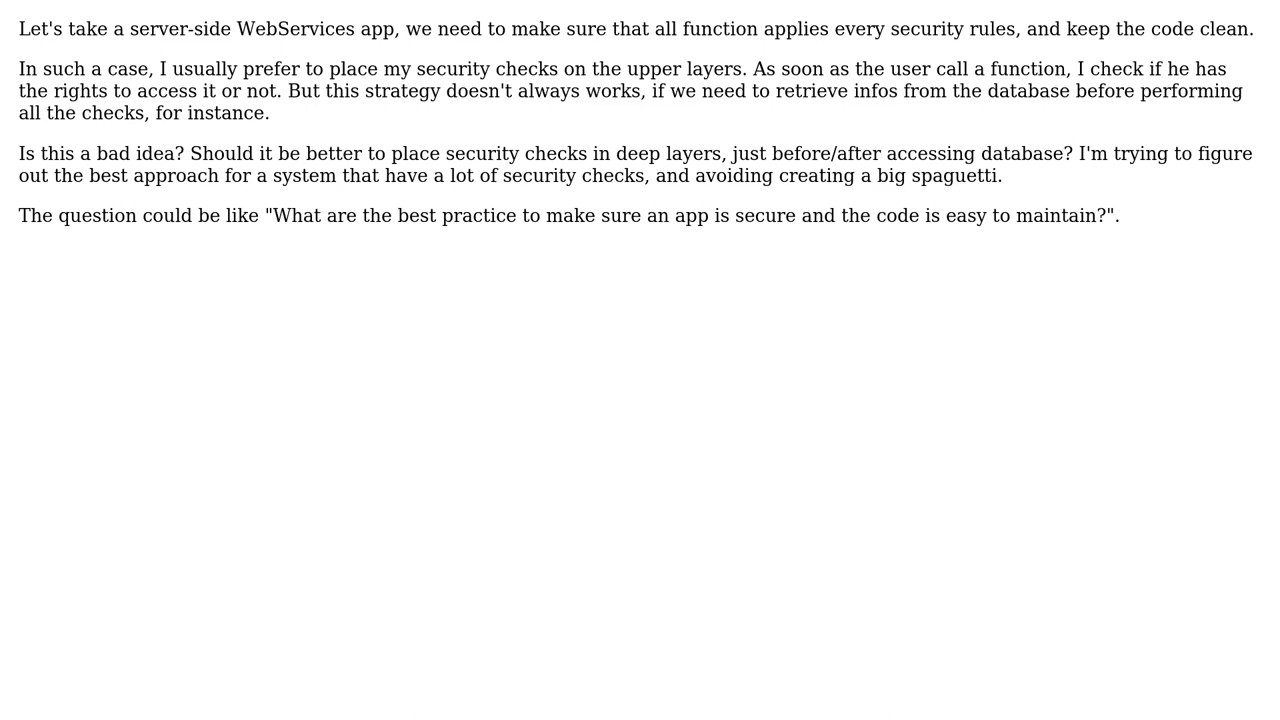 Let's take a server-side WebServices app, we need to make sure that all function applies every security rules, and keep the code clean.
In such a case, I usually prefer to place my security checks on the upper layers. As soon as the user call a function, I check if he has
the rights to access it or not. But this strategy doesn't always works, if we need to retrieve infos from the database before performing
all the checks, for instance.
Is this a bad idea? Should it be better to place security checks in deep layers, just before/after accessing database? I'm trying to figure
out the best approach for a system that have a lot of security checks, and avoiding creating a big spaguetti.
The question could be like "What are the best practice to make sure an app is secure and the code is easy to maintain?".